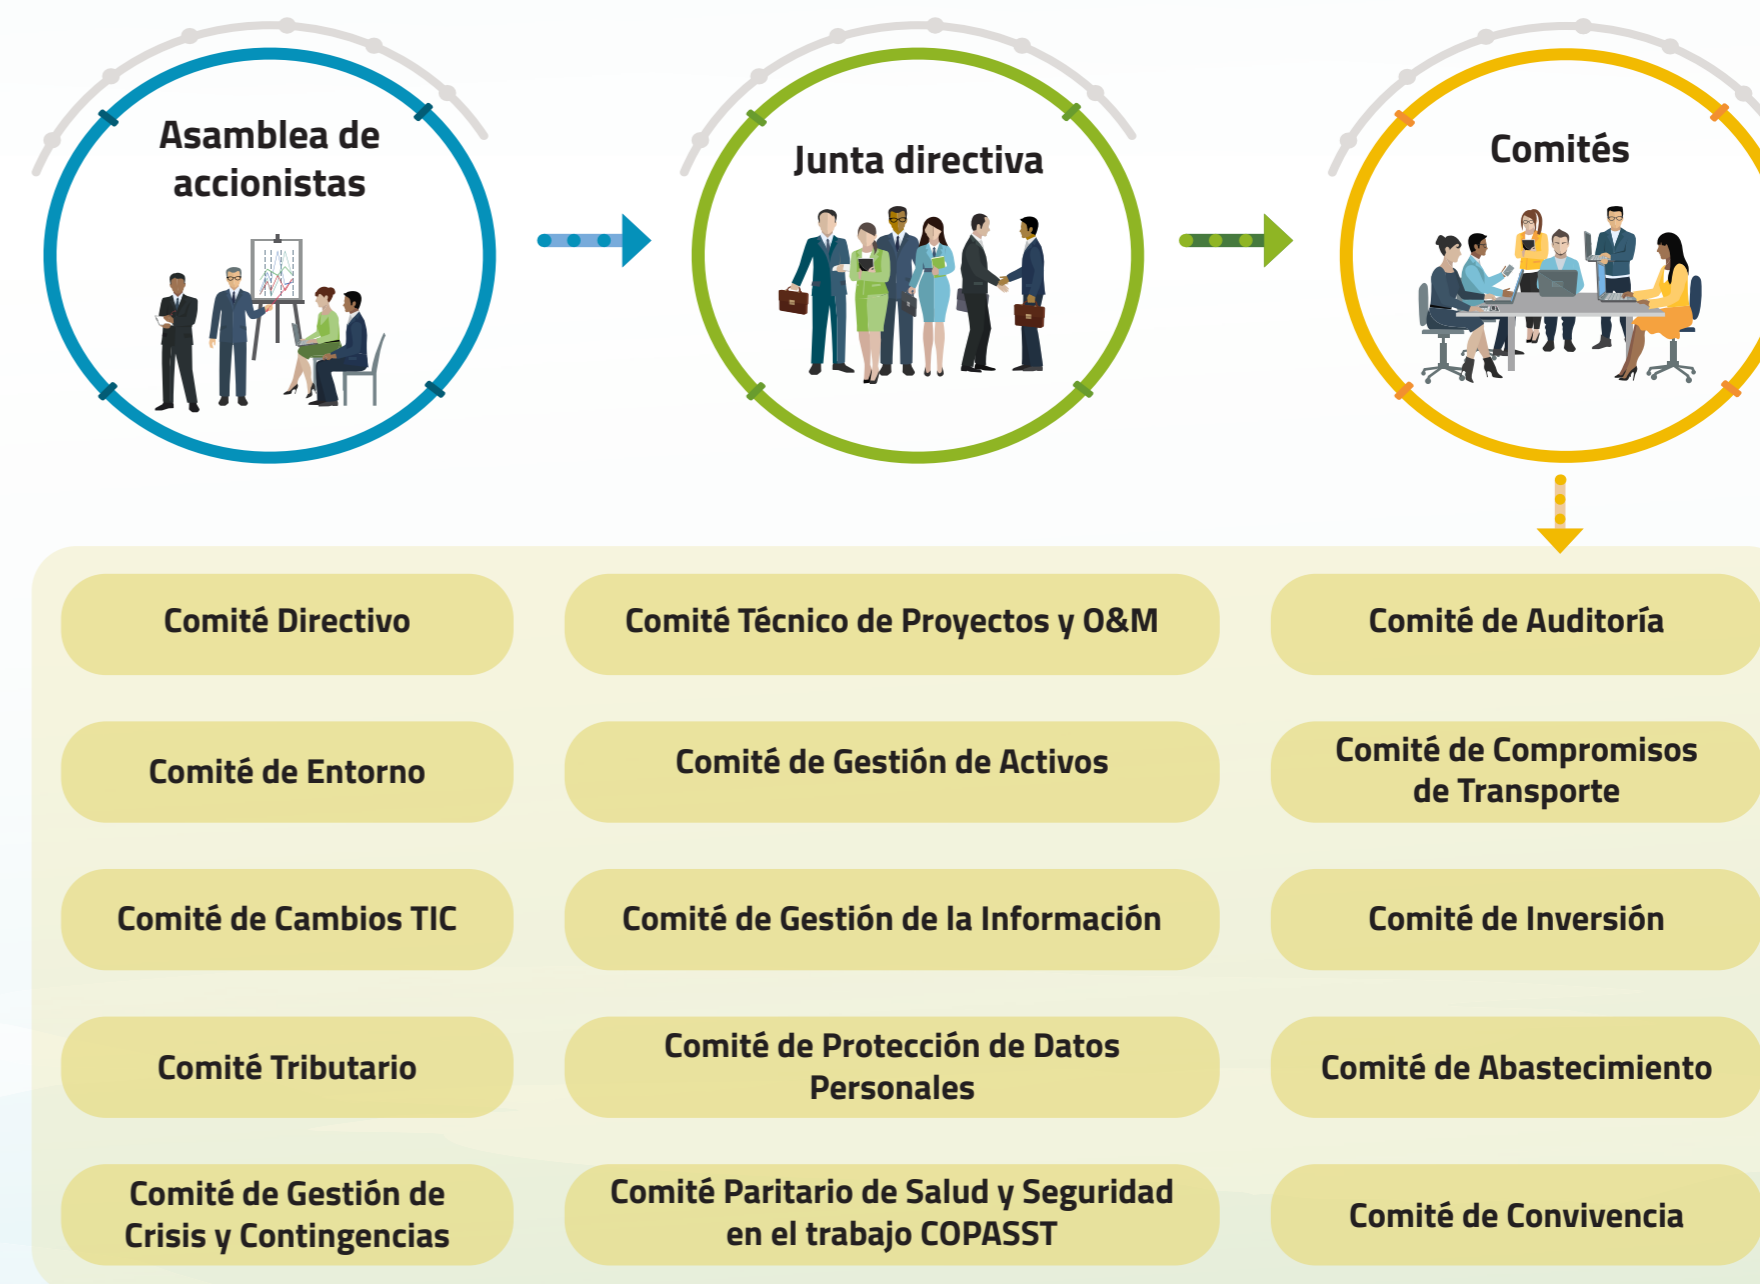 Asamblea de
accionistas
Junta directiva
Comités
Comité Directivo
Comité Técnico de Proyectos y O&M
Comité de Auditoría
Comité de Entorno
Comité de Gestión de Activos
Comité de Compromisos
de Transporte
Comité de Cambios TIC
Comité de Gestión de la Información
Comité de Inversión
Comité Tributario
Comité de Protección de Datos
Personales
Comité de Abastecimiento
Comité de Gestión de
Crisis y Contingencias
Comité Paritario de Salud y Seguridad
en el trabajo COPASST
Comité de Convivencia